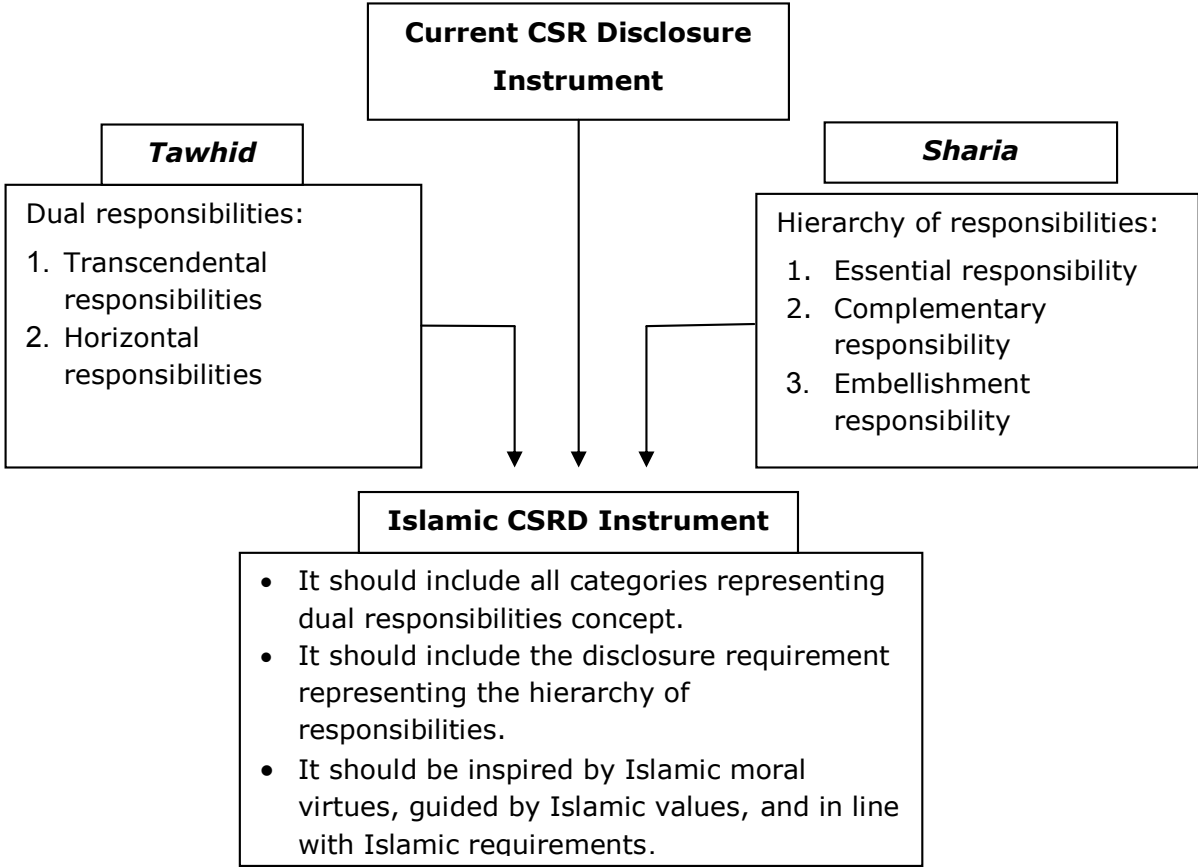 Current CSR Disclosure
Instrument
Tawhid
Dual responsibilities:
1. Transcendental
responsibilities
2. Horizontal
responsibilities
Sharia
Hierarchy of responsibilities:
1. Essential responsibility
2. Complementary
responsibility
3. Embellishment
responsibility
Islamic CSRD Instrument
• It should include all categories representing
dual responsibilities concept.
• It should include the disclosure requirement
representing the hierarchy of
responsibilities.
• It should be inspired by Islamic moral
virtues, guided by Islamic values, and in line
with Islamic requirements.